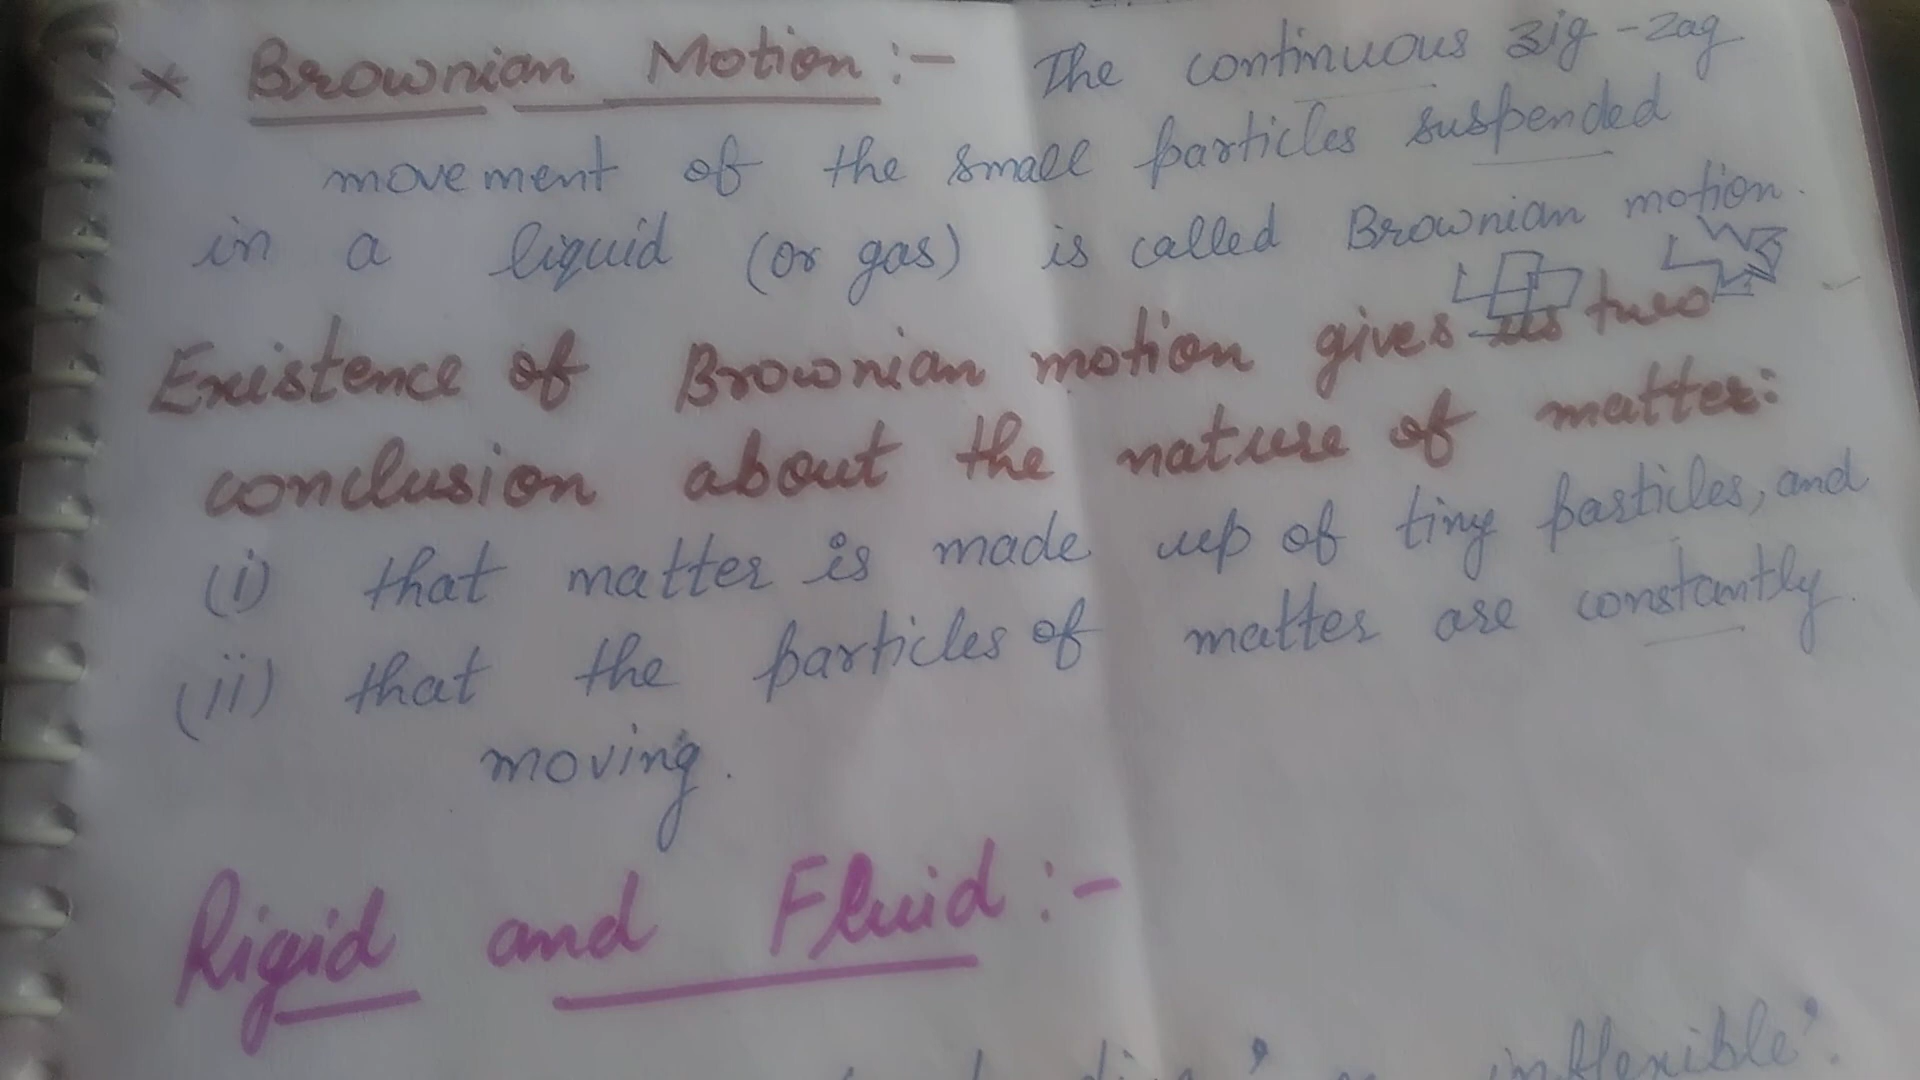 * Brownian Motion :- The continuous zig-zag
movement of the small particles suspended
in a liquid (or gas) is called Brownian motion.
Existence of Brownian motion gives us two
conclusion about the nature of matter:
(i) that matter is made up of tiny particles, and
(ii) that the particles of matter are constantly
moving.
Rigid and Fluid :-
inflexible'.